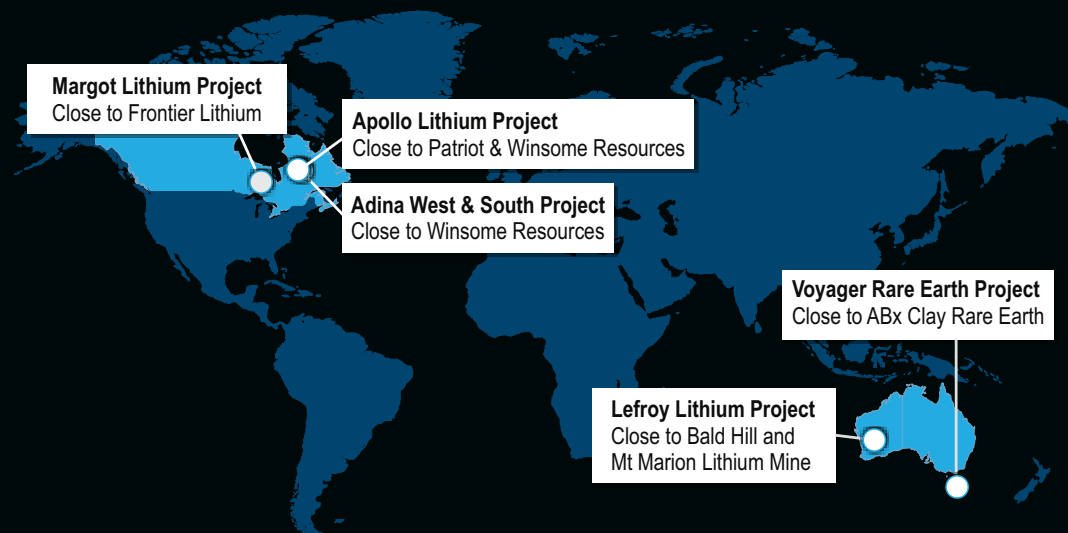 Margot Lithium Project
Close to Frontier Lithium
Apollo Lithium Project
Close to Patriot & Winsome Resources
Adina West & South Project
Close to Winsome Resources
Voyager Rare Earth Project
Close to ABx Clay Rare Earth
Lefroy Lithium Project
Close to Bald Hill and
Mt Marion Lithium Mine